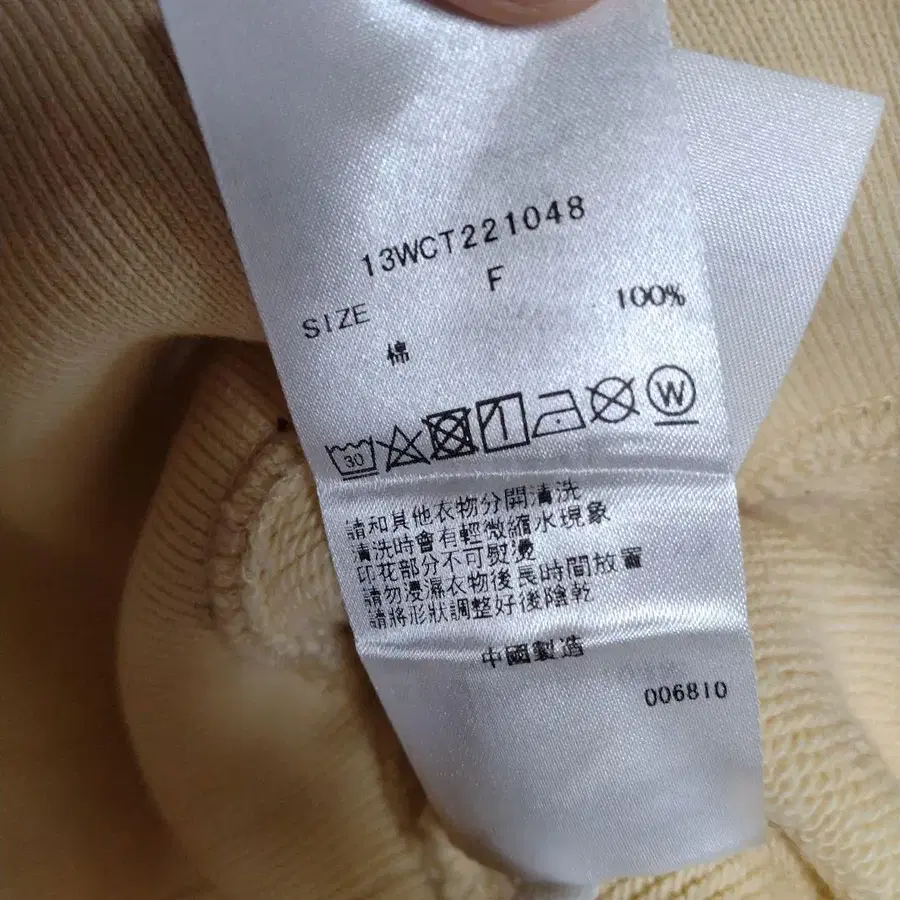 13WCT221048
SIZE F
棉 100%
30 W
請和其他衣物分開清洗
清洗時會有輕微縮水現象
印花部分不可熨燙
請勿浸濕衣物後長時間放置
請將形狀調整好後陰乾
中國製造
006810